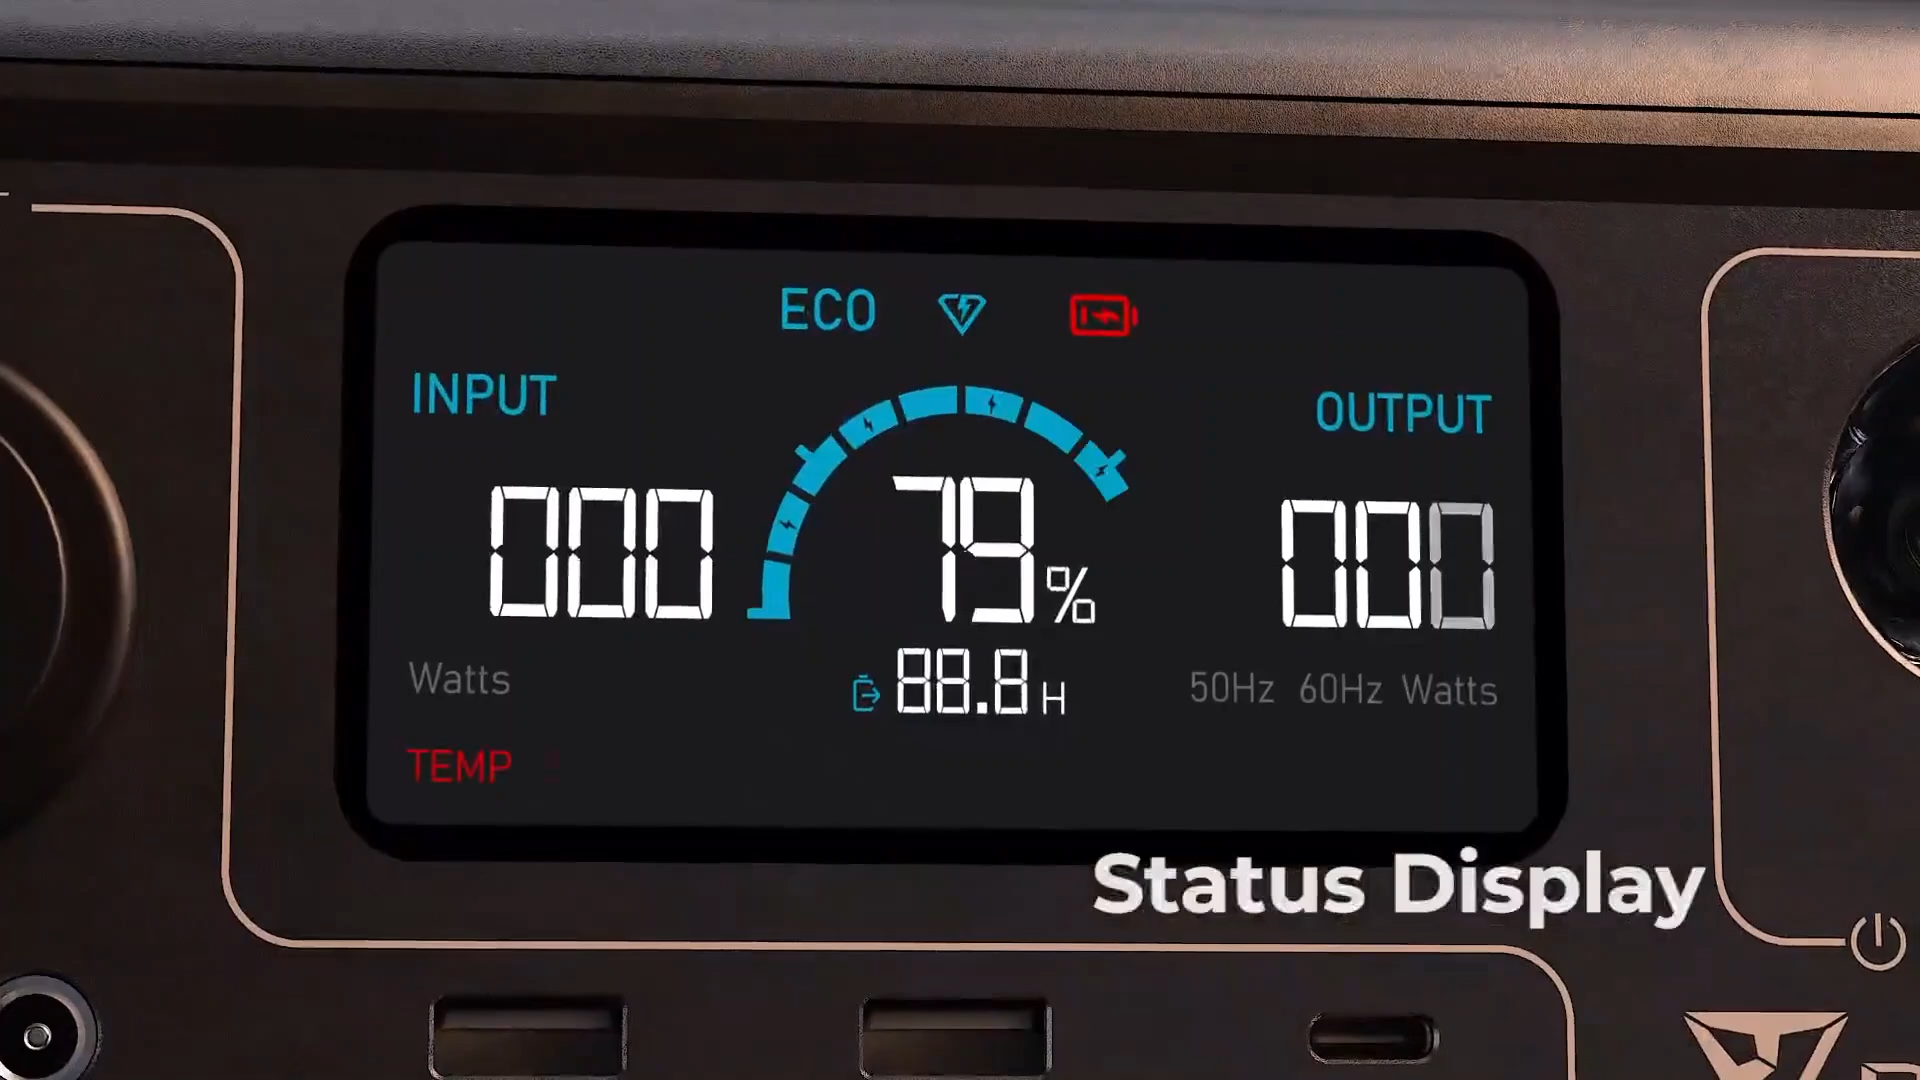 ECO
INPUT
OUTPUT
000
79%
000
Watts
88.8 H
50Hz 60Hz Watts
TEMP
Status Display